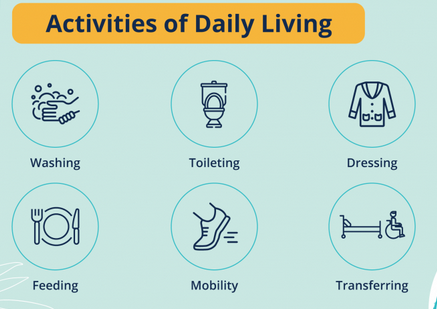 Activities of Daily Living
Washing
Toileting
Dressing
Feeding
Mobility
Transferring